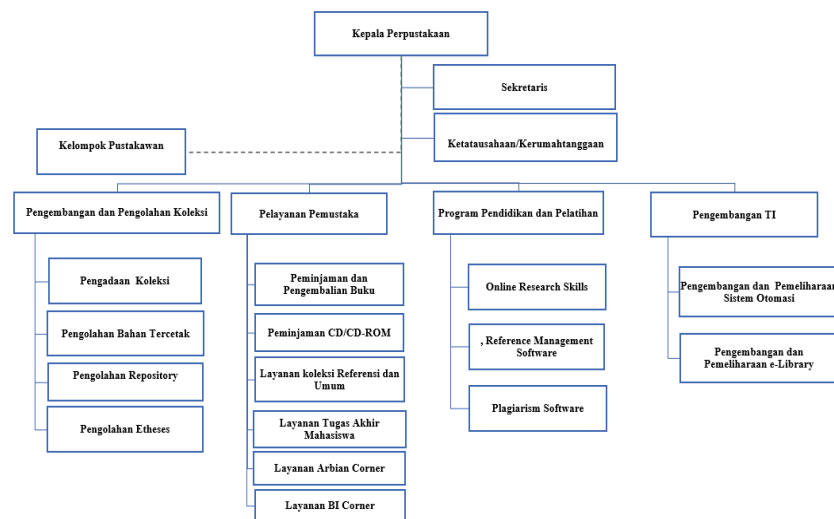 Kepala Perpustakaan
Sekretaris
Kelompok Pustakawan
Ketatausahaan/Kerumahtanggaan
Pengembangan dan Pengolahan Koleksi
Pelayanan Pemustaka
Program Pendidikan dan Pelatihan
Pengembangan TI
Pengadaan Koleksi
Pengolahan Bahan Tercetak
Pengolahan Repository
Pengolahan Etheses
Peminjaman dan
Pengembalian Buku
Peminjaman CD/CD-ROM
Layanan koleksi Referensi dan
Umum
Layanan Tugas Akhir
Mahasiswa
Layanan Arbian Corner
Layanan BI Corner
Online Research Skills
, Reference Management
Software
Plagiarism Software
Pengembangan dan Pemeliharaan
Sistem Otomasi
Pengembangan dan
Pemeliharaan e-Library